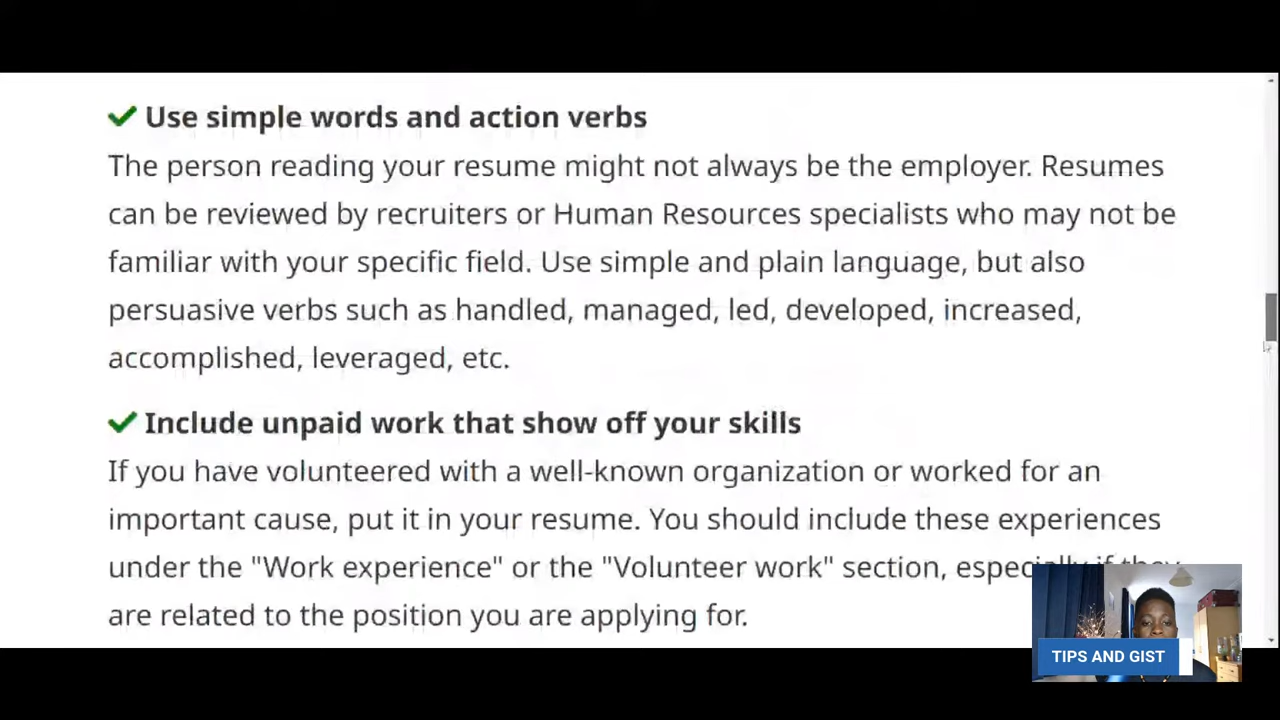 Use simple words and action verbs
The person reading your resume might not always be the employer. Resumes
can be reviewed by recruiters or Human Resources specialists who may not be
familiar with your specific field. Use simple and plain language, but also
persuasive verbs such as handled, managed, led, developed, increased,
accomplished, leveraged, etc.
Include unpaid work that show off your skills
If you have volunteered with a well-known organization or worked for an
important cause, put it in your resume. You should include these experiences
under the "Work experience" or the "Volunteer work" section, especially if they
are related to the position you are applying for.
TIPS AND GIST